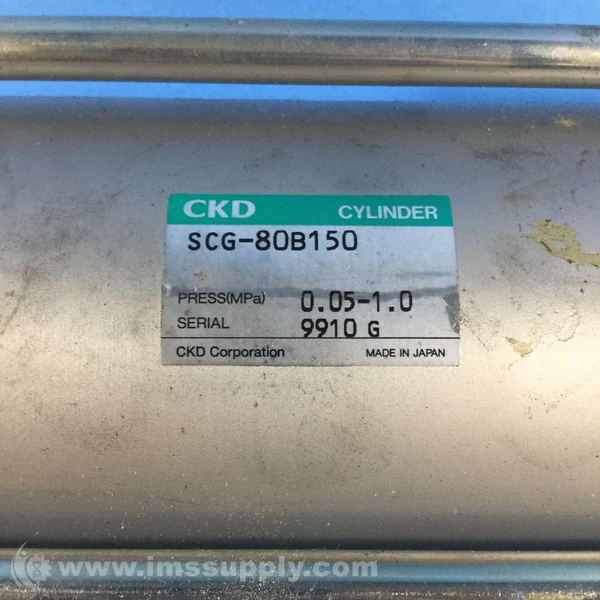 CKD CYLINDER
SCG-80B150
PRESS(MPa) 0.05-1.0
SERIAL 9910 G
CKD Corporation MADE IN JAPAN
www.imssupply.com